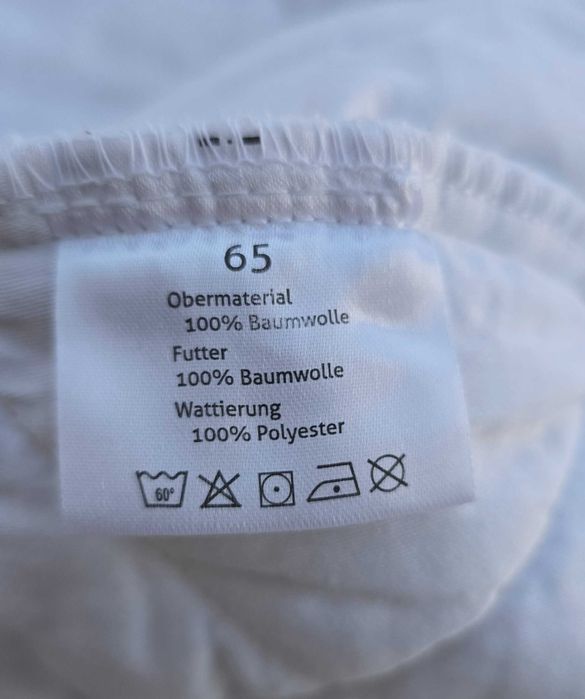 65
Obermaterial
100% Baumwolle
Futter
100% Baumwolle
Wattierung
100% Polyester
60°